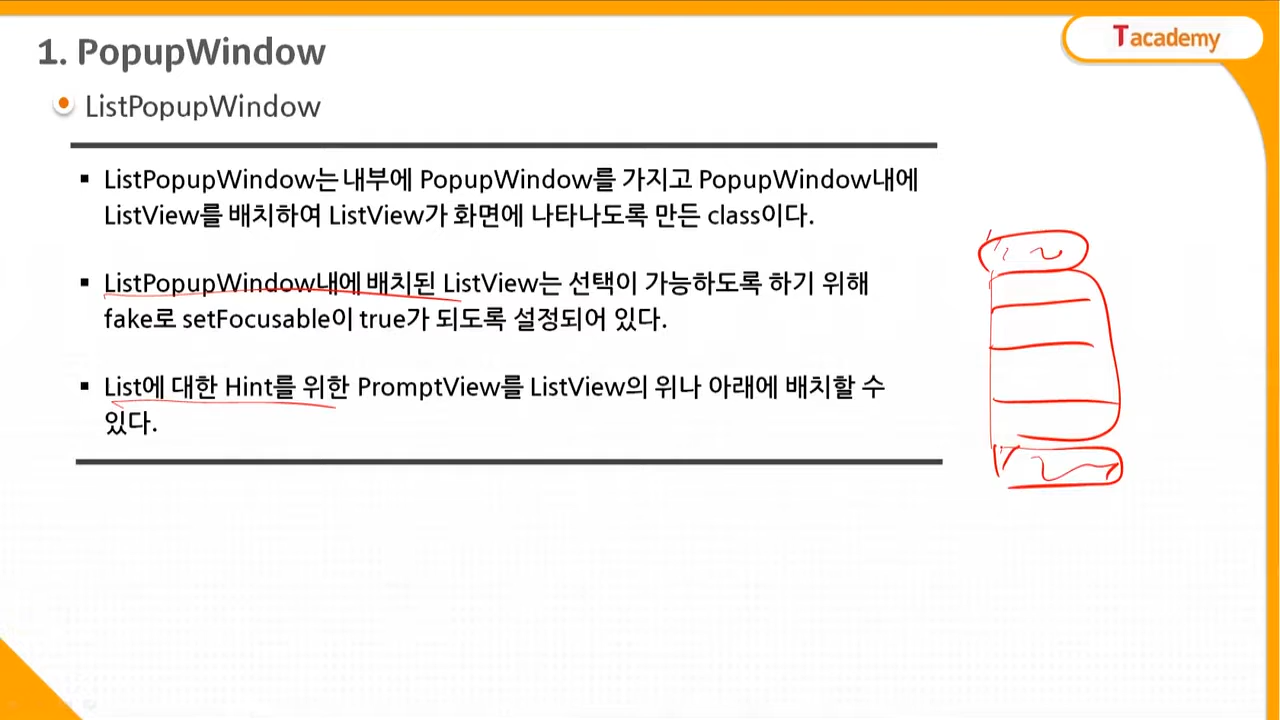 1. PopupWindow
Tacademy
ListPopupWindow
▪ ListPopupWindow는 내부에 PopupWindow를 가지고 PopupWindow내에
ListView를 배치하여 ListView가 화면에 나타나도록 만든 class이다.
▪ ListPopupWindow내에 배치된 ListView는 선택이 가능하도록 하기 위해
fake로 setFocusable이 true가 되도록 설정되어 있다.
▪ List에 대한 Hint를 위한 PromptView를 ListView의 위나 아래에 배치할 수
있다.